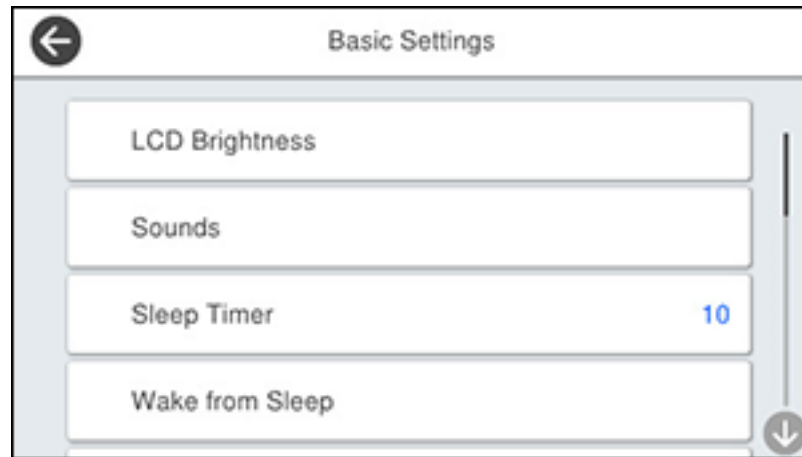 Basic Settings
LCD Brightness
Sounds
Sleep Timer 10
Wake from Sleep